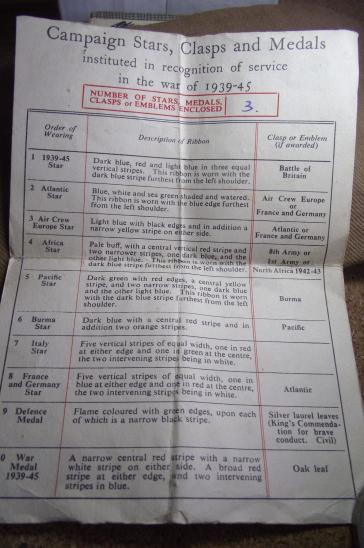 Campaign Stars, Clasps and Medals
instituted in recognition of service
in the war of 1939-45
NUMBER OF STARS, MEDALS,
CLASPS or EMBLEMS ENCLOSED
3.
Order of
Wearing
Description of Ribbon
Clasp or Emblem
(if awarded)
1 1939-45
Star
Dark blue, red and light blue in three equal
vertical stripes. This ribbon is worn with the
dark blue stripe furthest from the left shoulder.
Battle of
Britain
2 Atlantic
Star
Blue, white and sea green shaded and watered.
This ribbon is worn with the blue edge furthest
from the left shoulder.
Air Crew Europe
or
France and Germany
3 Air Crew
Europe Star
Light blue with black edges and in addition a
narrow yellow stripe on either side.
Atlantic or
France and Germany
4 Africa
Star
Pale buff, with a central vertical red stripe and
two narrower stripes, one dark blue, and the
other light blue. This ribbon is worn with the
dark blue stripe furthest from the left shoulder.
8th Army or
1st Army or
North Africa 1942-43
5 Pacific
Star
Dark green with red edges, a central yellow
stripe, and two narrow stripes, one dark blue
and the other light blue. This ribbon is worn
with the dark blue stripe furthest from the left
shoulder.
Burma
6 Burma
Star
Dark blue with a central red stripe and in
addition two orange stripes.
Pacific
7 Italy
Star
Five vertical stripes of equal width, one in red
at either edge and one in green at the centre,
the two intervening stripes being in white.
8 France
and Germany
Star
Five vertical stripes of equal width, one in
blue at either edge and one in red at the centre,
the two intervening stripes being in white.
Atlantic
9 Defence
Medal
Flame coloured with green edges, upon each
of which is a narrow black stripe.
Silver laurel leaves
(King's Commenda-
tion for brave
conduct. Civil)
0 War
Medal
1939-45
A narrow central red stripe with a narrow
white stripe on either side. A broad red
stripe at either edge, and two intervening
stripes in blue.
Oak leaf